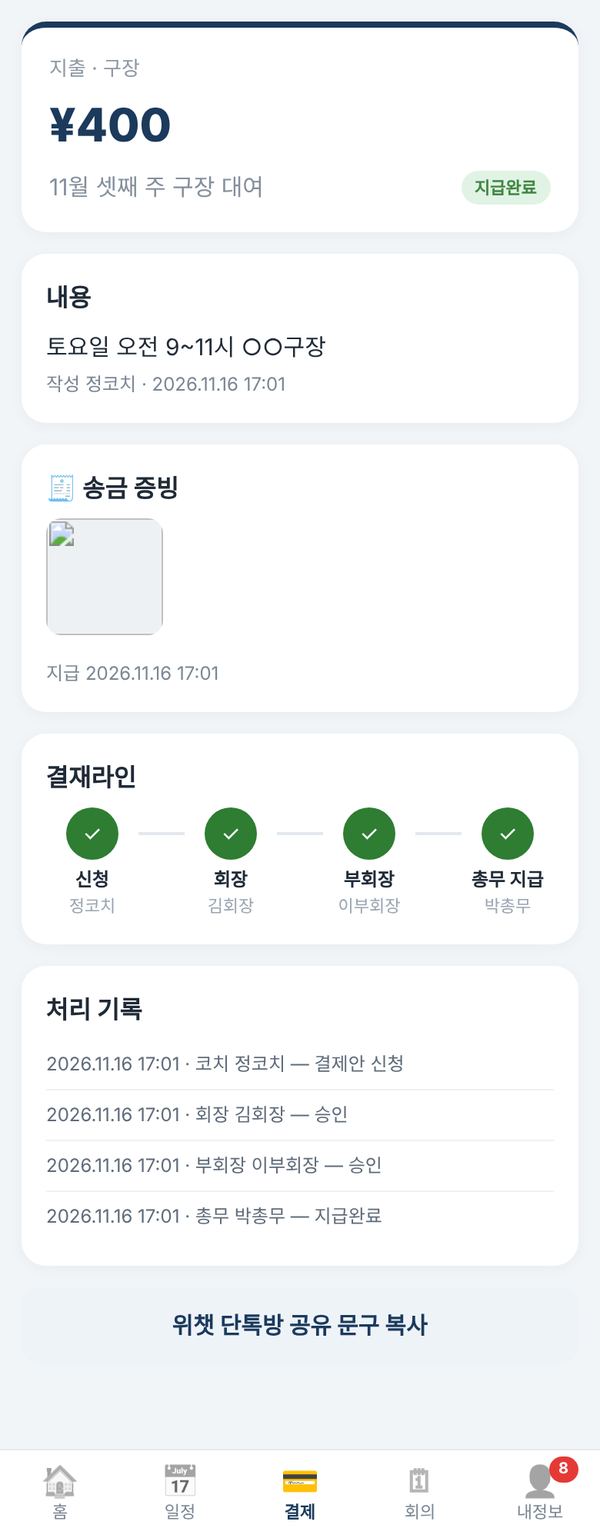 지출 · 구장
¥400
11월 셋째 주 구장 대여
지급완료
내용
토요일 오전 9~11시 ○○구장
작성 정코치 · 2026.11.16 17:01
🧾 송금 증빙
지급 2026.11.16 17:01
결재라인
신청
회장
부회장
총무 지급
정코치
김회장
이부회장
박총무
처리 기록
2026.11.16 17:01 · 코치 정코치 — 결제안 신청
2026.11.16 17:01 · 회장 김회장 — 승인
2026.11.16 17:01 · 부회장 이부회장 — 승인
2026.11.16 17:01 · 총무 박총무 — 지급완료
위챗 단톡방 공유 문구 복사
July
17
8
홈
일정
결제
회의
내정보